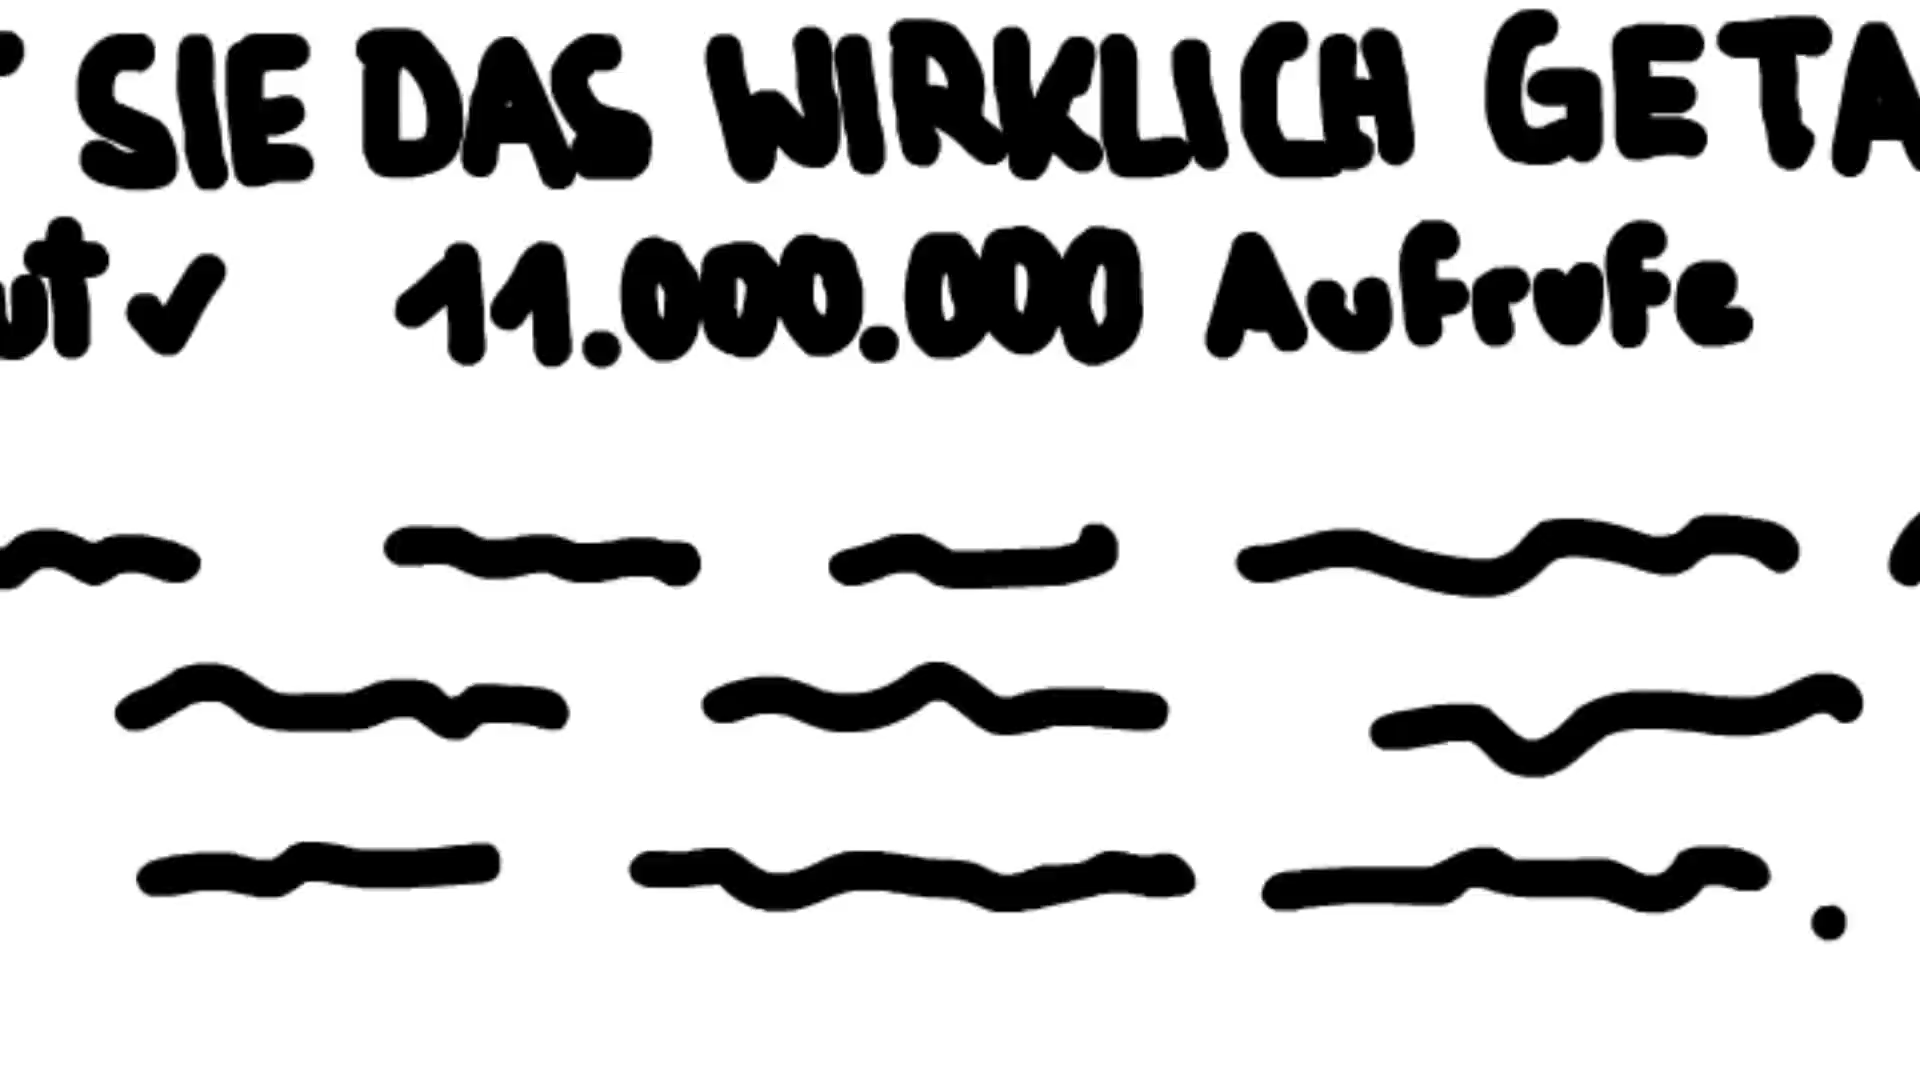 SIE DAS WIRKLICH GETA
ut ✓ 11.000.000 Aufrufe